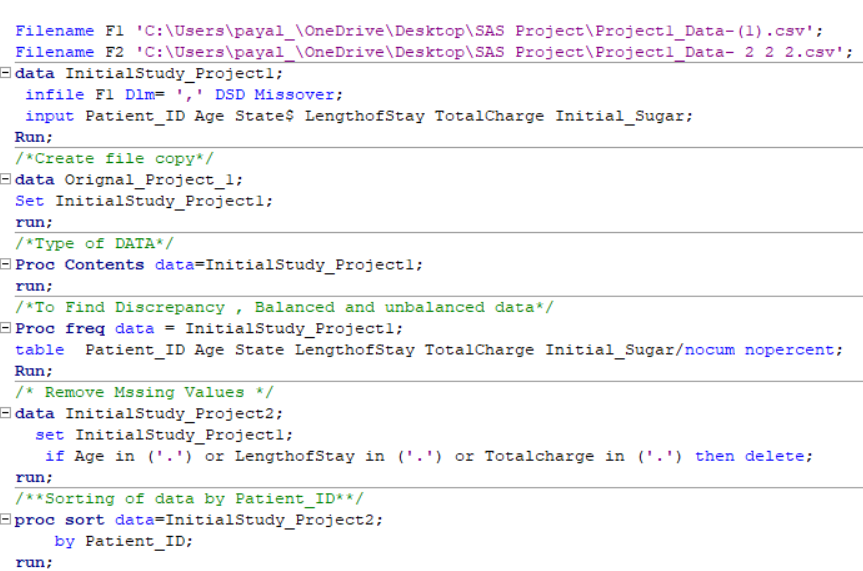 Filename F1 'C:\Users\payal_\OneDrive\Desktop\SAS Project\Project1_Data-(1).csv';
Filename F2 'C:\Users\payal_\OneDrive\Desktop\SAS Project\Project1_Data- 2 2 2.csv';
data InitialStudy_Project1;
infile F1 Dlm= ',' DSD Missover;
input Patient_ID Age State$ LengthofStay TotalCharge Initial_Sugar;
Run;
/*Create file copy*/
data Orignal_Project_1;
Set InitialStudy_Project1;
run;
/*Type of DATA*/
Proc Contents data=InitialStudy_Project1;
run;
/*To Find Discrepancy , Balanced and unbalanced data*/
Proc freq data = InitialStudy_Project1;
table  Patient_ID Age State LengthofStay TotalCharge Initial_Sugar/nocum nopercent;
Run;
/* Remove Mssing Values */
data InitialStudy_Project2;
set InitialStudy_Project1;
if Age in ('.') or LengthofStay in ('.') or Totalcharge in ('.') then delete;
run;
/**Sorting of data by Patient_ID**/
proc sort data=InitialStudy_Project2;
by Patient_ID;
run;